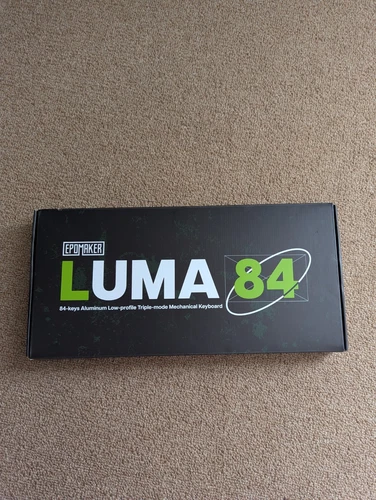 EPOMAKER
LUMA 84
84-keys Aluminum Low-profile Triple-mode Mechanical Keyboard